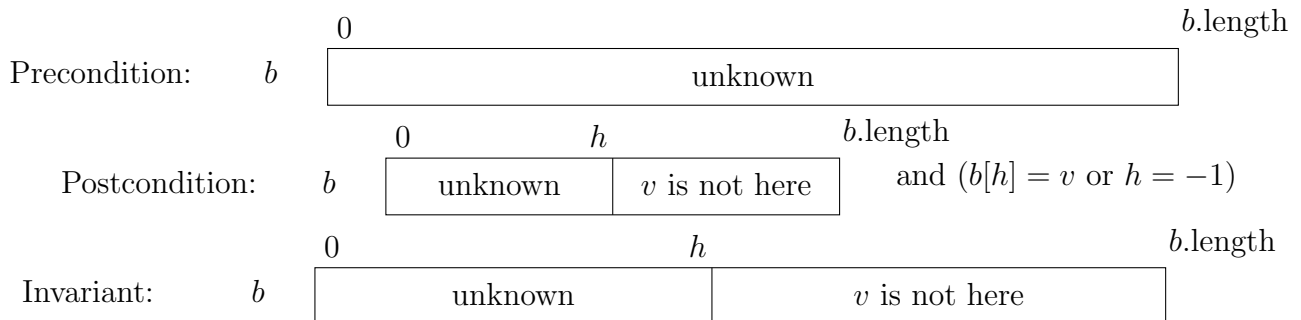 0 b.length
Precondition: b unknown
0 h b.length
Postcondition: b unknown v is not here and (b[h] = v or h = −1)
0 h b.length
Invariant: b unknown v is not here